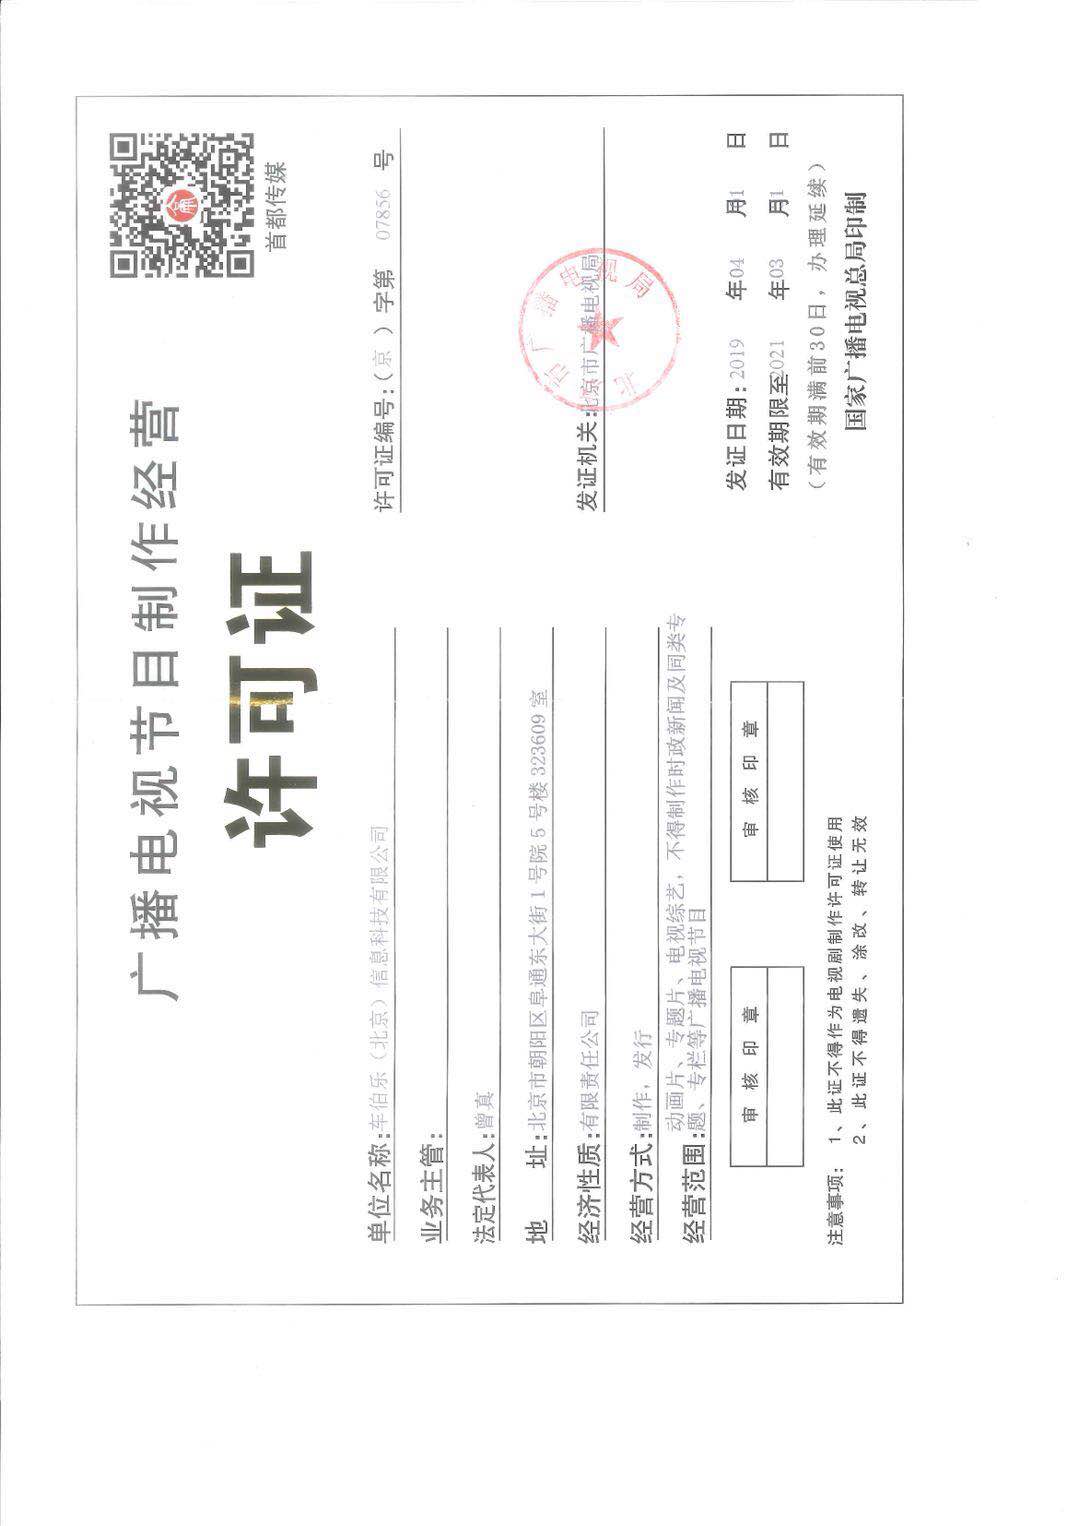 广播电视节目制作经营
许可证
首都传媒
单位名称:车伯乐（北京）信息科技有限公司
许可证编号:（京 ）字第 07856 号
业务主管:
法定代表人:曾真
地 址:北京市朝阳区阜通东大街1号院5号楼323609室
经济性质:有限责任公司
发证机关:北京市广播电视局
北京市广播电视局
经营方式:制作，发行
经营范围:动画片、专题片、电视综艺，不得制作时政新闻及同类专
题、专栏等广播电视节目
审核印章
审核印章
发证日期:2019 年04 月 1 日
有效期限至2021 年03 月 1 日
（有效期满前30日，办理延续）
国家广播电视总局印制
注意事项: 1、此证不得作为电视剧制作许可证使用
2、此证不得遗失、涂改、转让无效